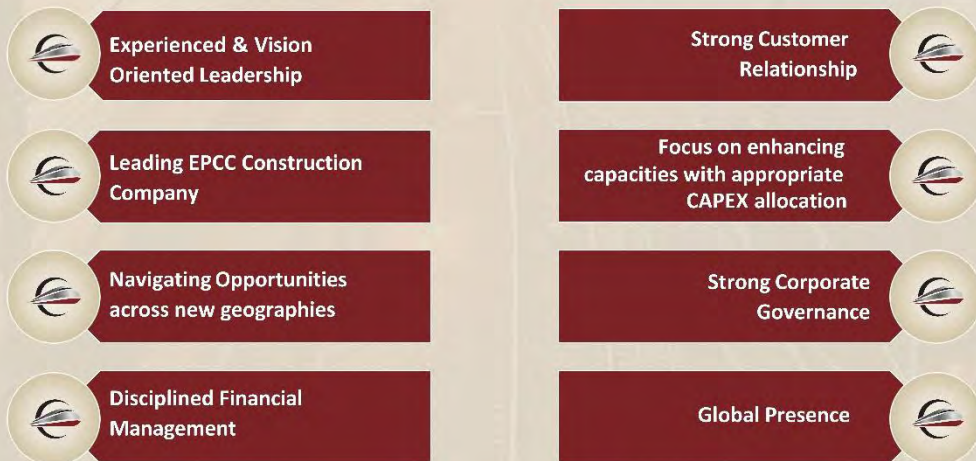 Experienced & Vision
Oriented Leadership
Leading EPCC Construction
Company
Navigating Opportunities
across new geographies
Disciplined Financial
Management
Strong Customer
Relationship
Focus on enhancing
capacities with appropriate
CAPEX allocation
Strong Corporate
Governance
Global Presence